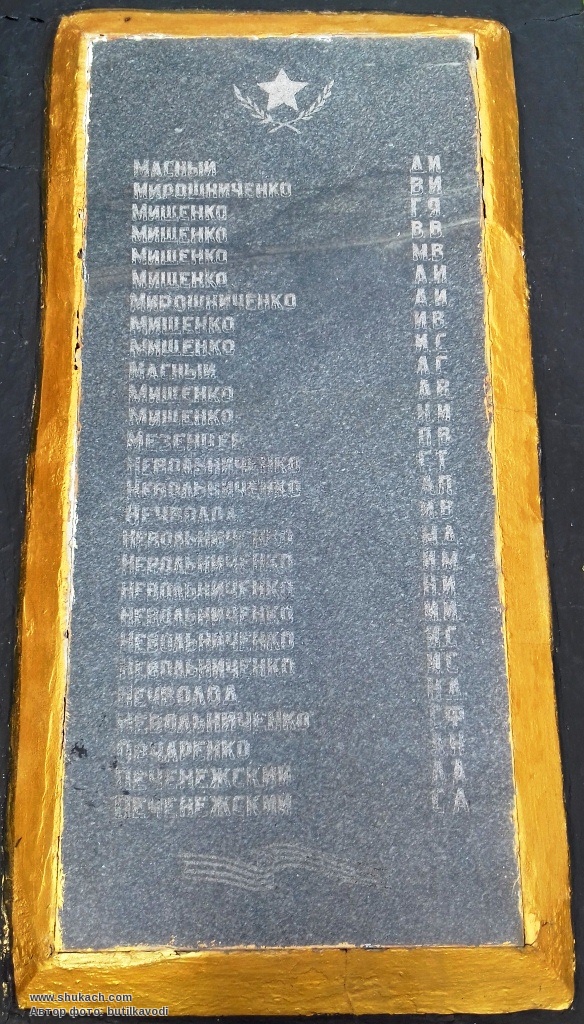 МАСНЫЙ А И
МИРОШНИЧЕНКО В И
МИЩЕНКО Г Я
МИЩЕНКО В В
МИЩЕНКО М В
МИЩЕНКО А И
МИРОШНИЧЕНКО А И
МИЩЕНКО И В
МИЩЕНКО И Г
МАСНЫЙ А Г
МИЩЕНКО А В
МИЩЕНКО Н И
МЕЗЕНЦЕВ П В
НЕВОЛЬНИЧЕНКО Г Т
НЕВОЛЬНИЧЕНКО А П
НЕЧВОЛОДА И В
НЕВОЛЬНИЧЕНКО М А
НЕВОЛЬНИЧЕНКО И М
НЕВОЛЬНИЧЕНКО Н И
НЕВОЛЬНИЧЕНКО М И
НЕВОЛЬНИЧЕНКО И С
НЕВОЛЬНИЧЕНКО И С
НЕЧВОЛОДА Н А
НЕВОЛЬНИЧЕНКО Г Ф
ОВЧАРЕНКО Ч
ПЕЧЕНЕЖСКИЙ А А
ПЕЧЕНЕЖСКИЙ С А
www.shukach.com
Автор фото: butilkavodi